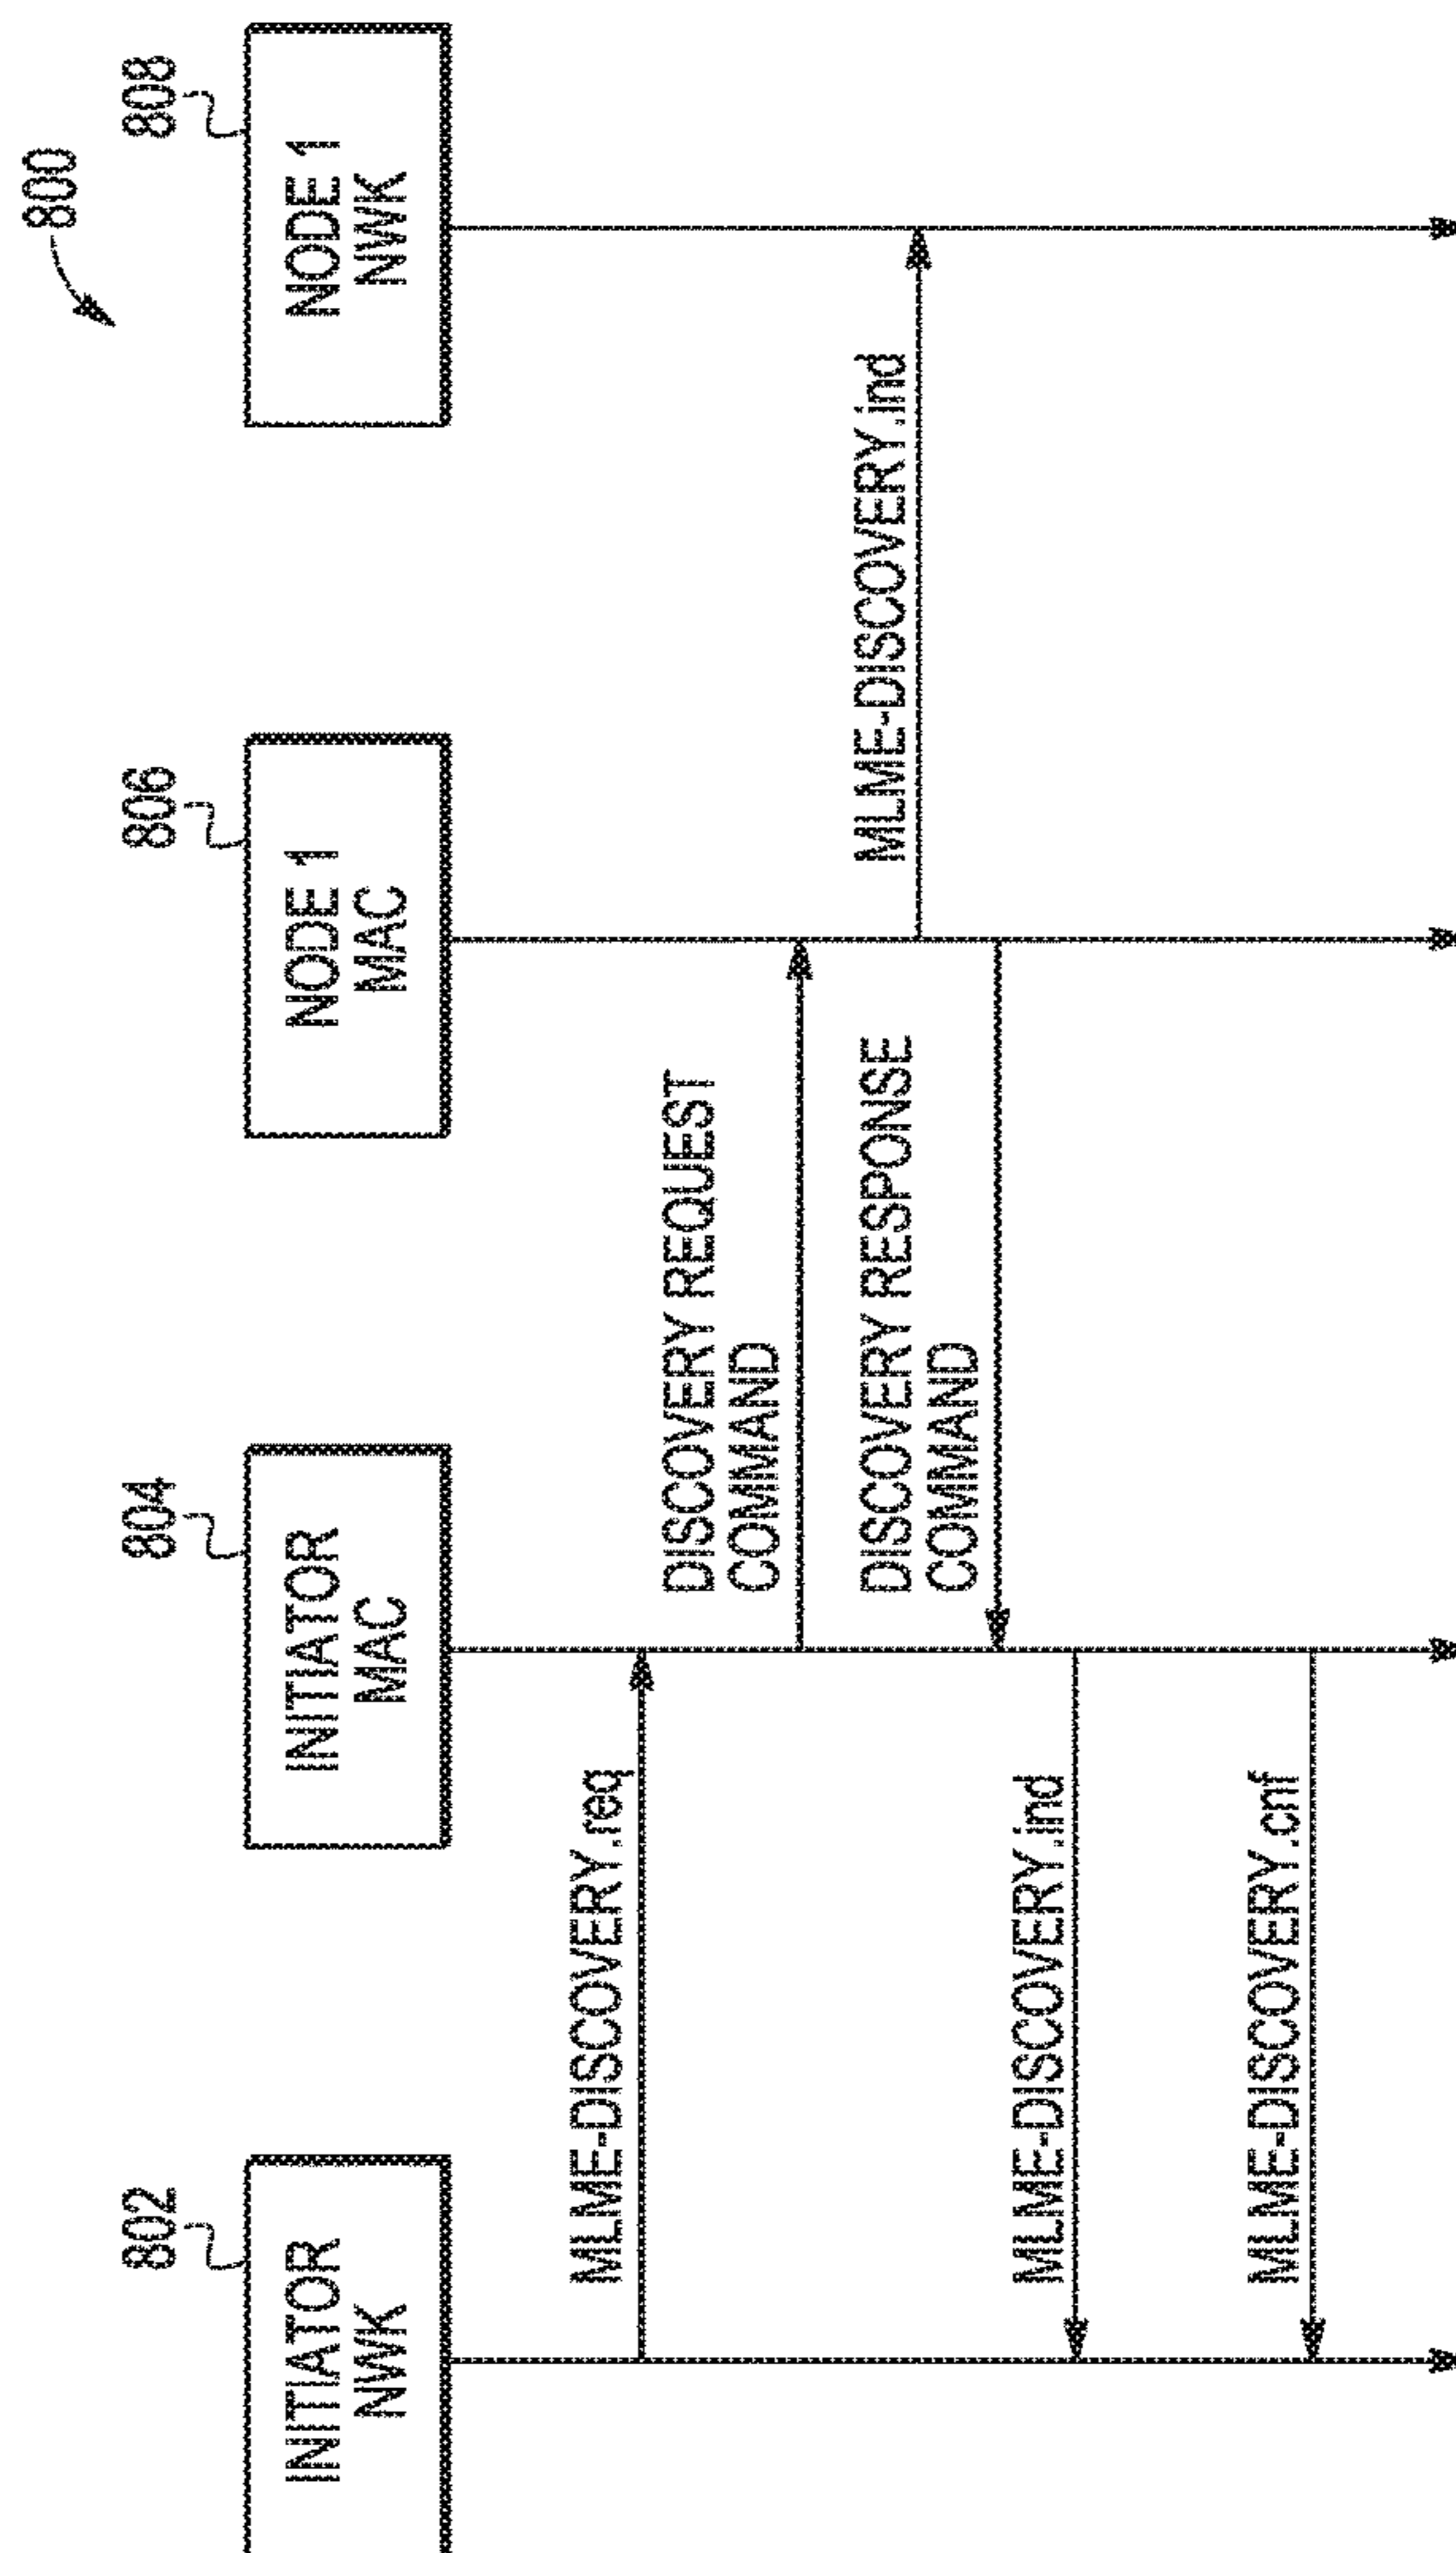 800
802
804
806
808
INITIATOR
NWK
INITIATOR
MAC
NODE 1
MAC
NODE 1
NWK
MLME-DISCOVERY.req
DISCOVERY REQUEST
COMMAND
MLME-DISCOVERY.ind
DISCOVERY RESPONSE
COMMAND
MLME-DISCOVERY.ind
MLME-DISCOVERY.cnf